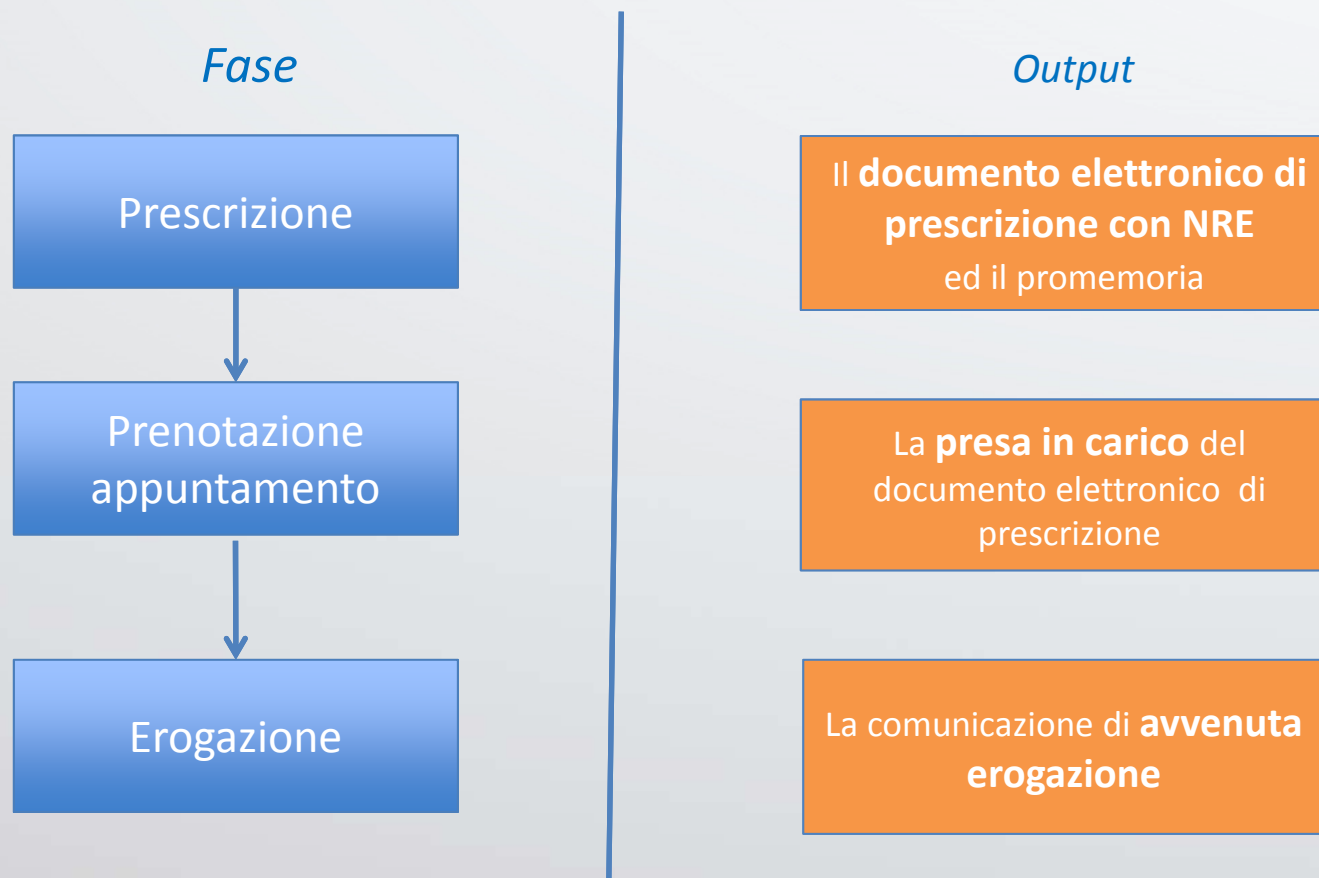 Fase
Output
Prescrizione
Il documento elettronico di
prescrizione con NRE
ed il promemoria
Prenotazione
appuntamento
La presa in carico del
documento elettronico  di
prescrizione
Erogazione
La comunicazione di avvenuta
erogazione